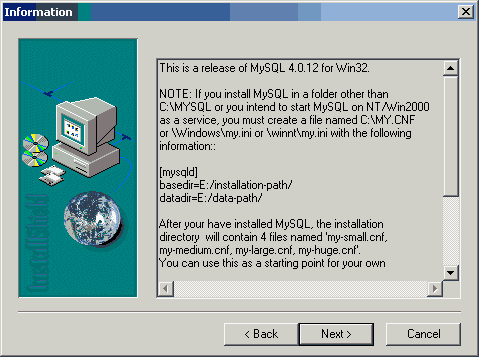 Information
This is a release of MySQL 4.0.12 for Win32.
NOTE: If you install MySQL in a folder other than
C:\MYSQL or you intend to start MySQL on NT/Win2000
as a service, you must create a file named C:\MY.CNF
or \Windows\my.ini or \winnt\my.ini with the following
information::
[mysqld]
basedir=E:/installation-path/
datadir=E:/data-path/
After your have installed MySQL, the installation
directory will contain 4 files named 'my-small.cnf,
my-medium.cnf, my-large.cnf, my-huge.cnf'.
You can use this as a starting point for your own
< Back
Next >
Cancel